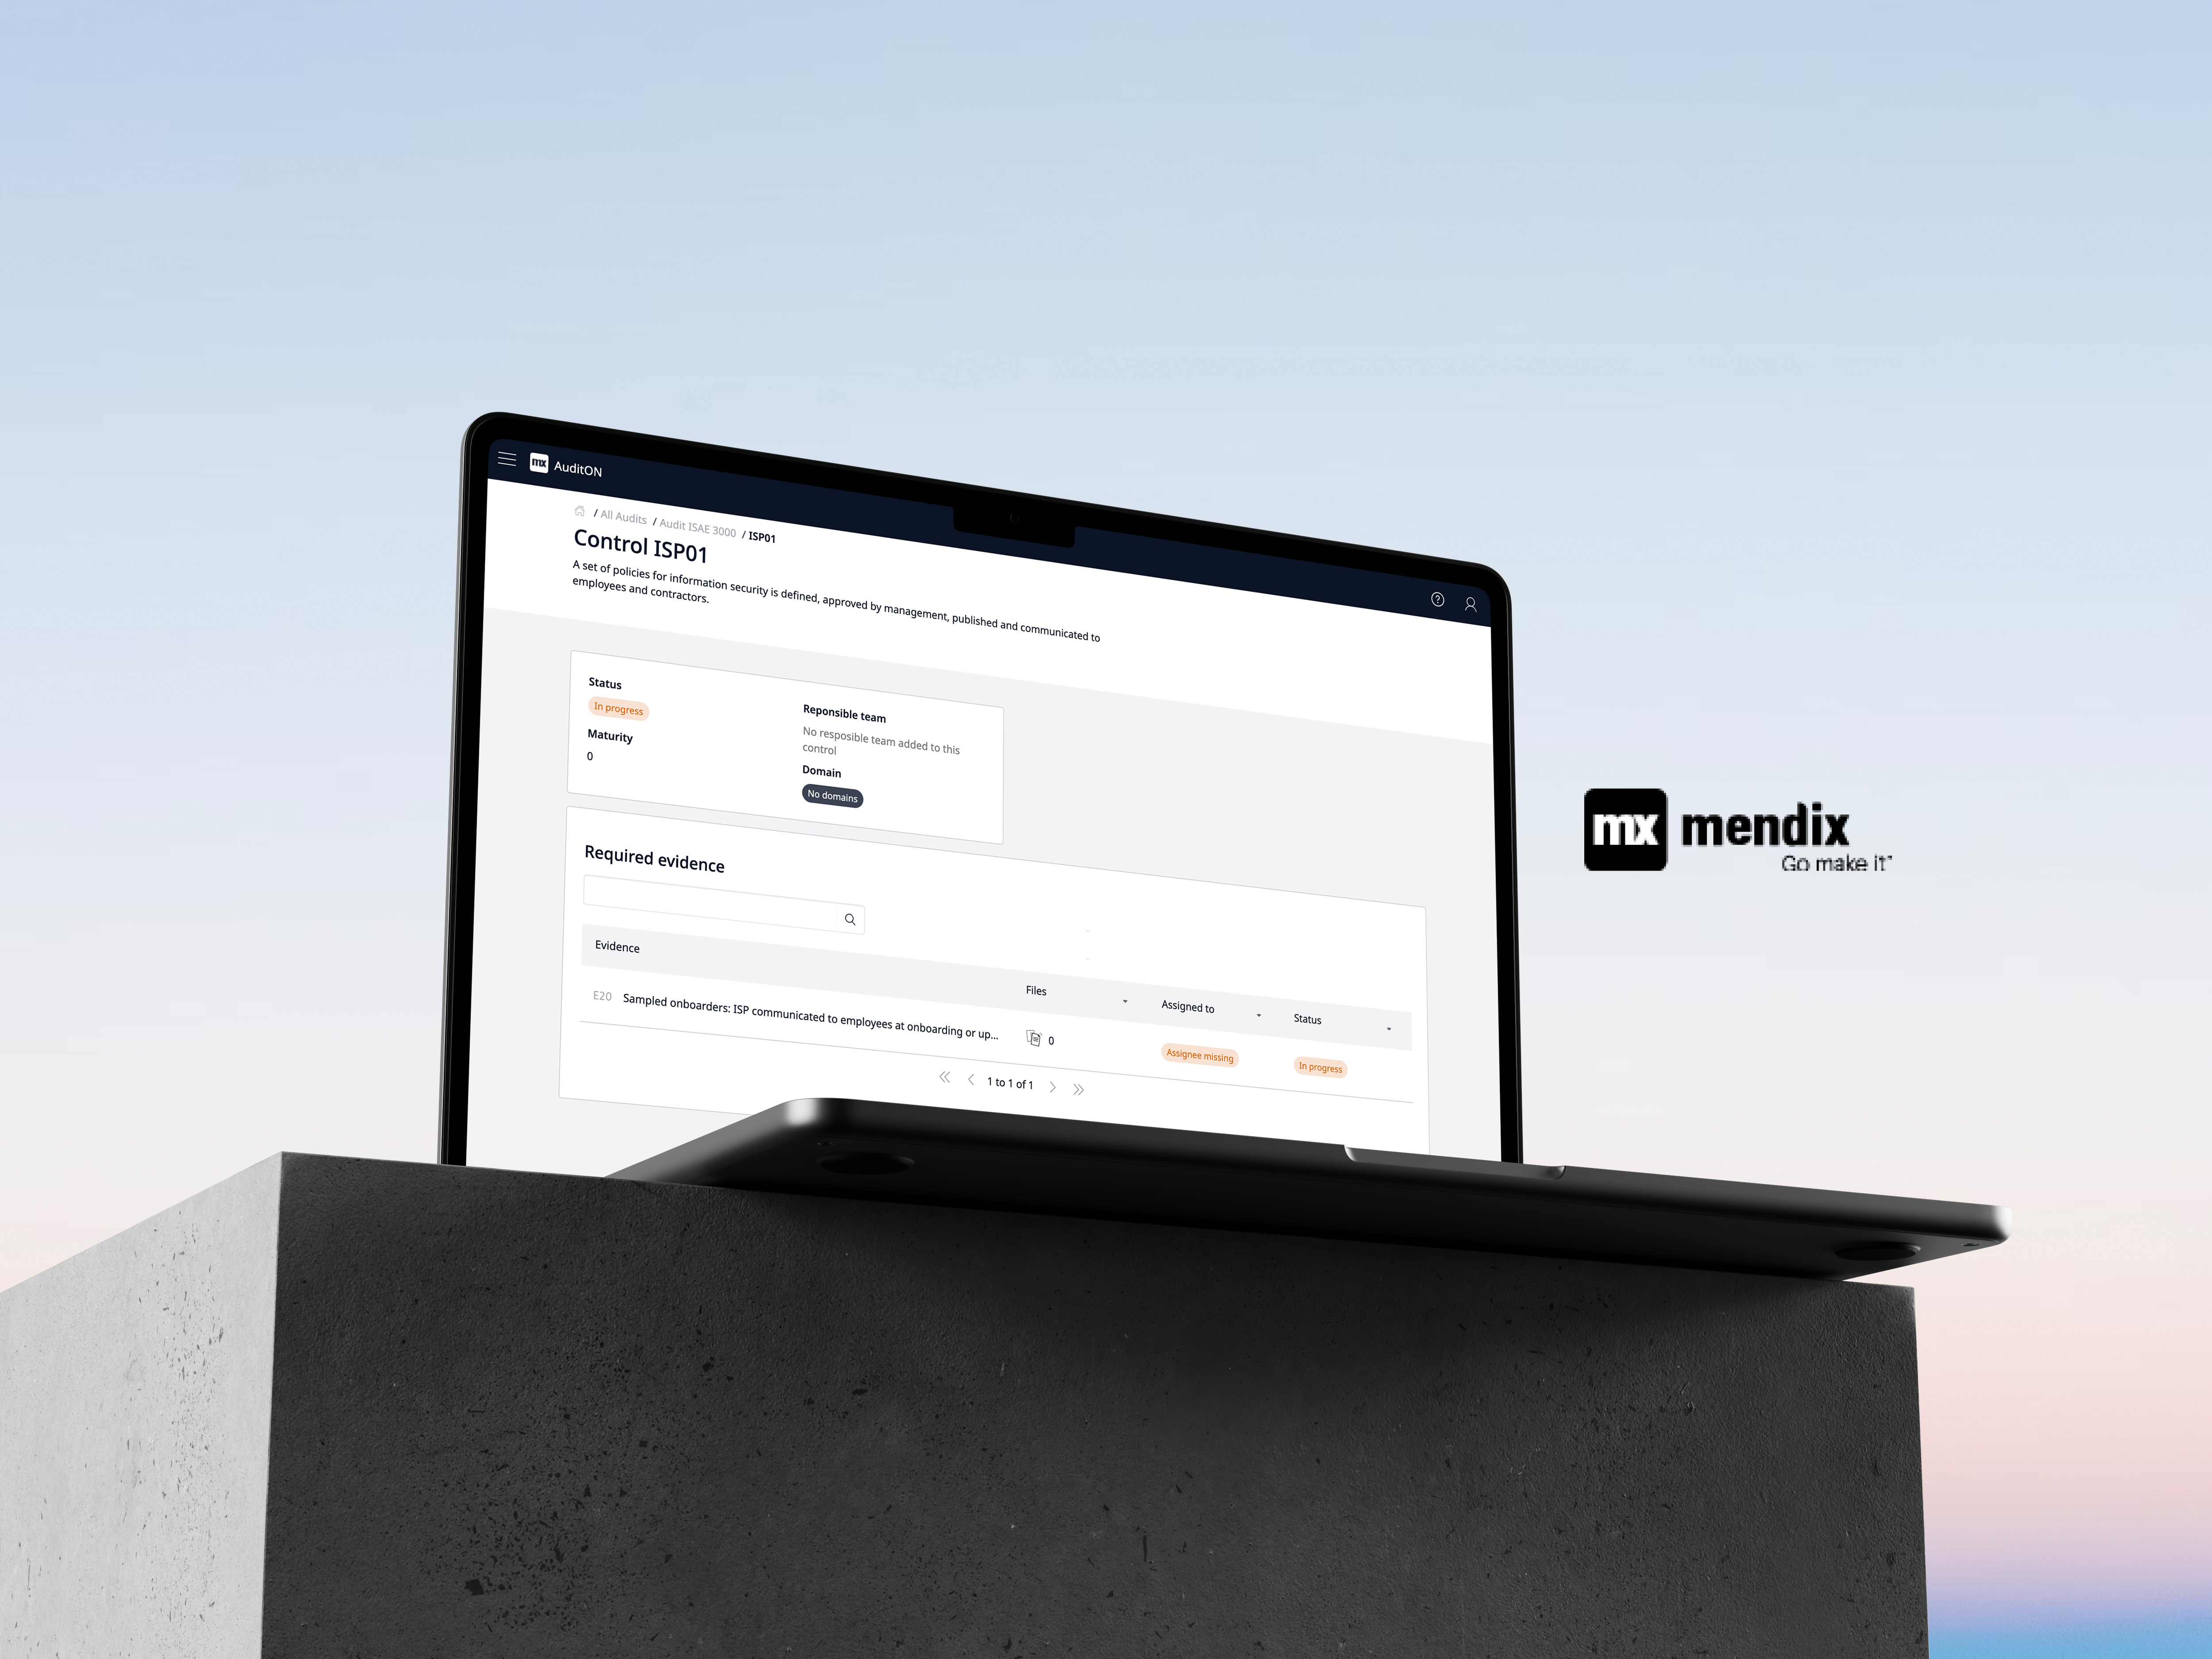 mx AuditON
/ All Audits / Audit ISAE 3000 / ISP01
Control ISP01
A set of policies for information security is defined, approved by management, published and communicated to
employees and contractors.
Status
In progress
Maturity
0
Reponsible team
No resposible team added to this
control
Domain
No domains
Required evidence
Evidence
Files
Assigned to
Status
E20 Sampled onboarders: ISP communicated to employees at onboarding or up...
0
Assignee missing
In progress
1 to 1 of 1
mx mendix
Go make it™